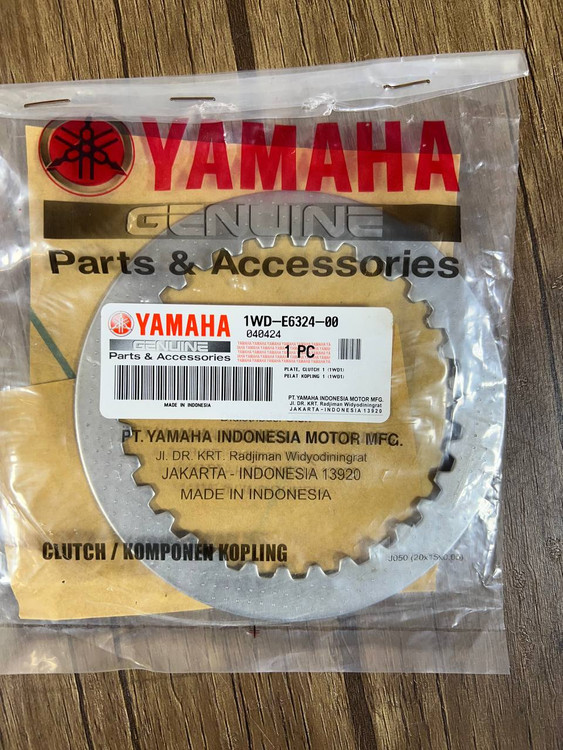 YAMAHA
GENUINE
Parts & Accessories
YAMAHA
GENUINE
Parts & Accessories
MADE IN INDONESIA
1WD-E6324-00
040424
1 PC
PLATE, CLUTCH 1 (1WD1)
PELAT KOPLING 1 (1WD1)
PT. YAMAHA INDONESIA MOTOR MFG.
JL. DR. KRT. Radjiman Widyodiningrat
JAKARTA - INDONESIA 13920
PT. YAMAHA INDONESIA MOTOR MFG.
Jl. DR. KRT. Radjiman Widyodiningrat
JAKARTA - INDONESIA 13920
MADE IN INDONESIA
CLUTCH / KOMPONEN KOPLING